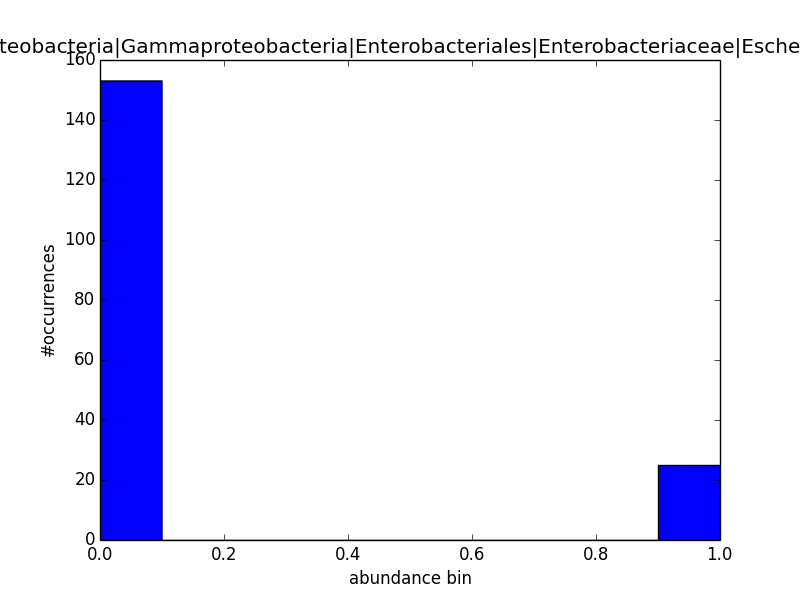 teobacteria|Gammaproteobacteria|Enterobacteriales|Enterobacteriaceae|Esche
160
140
120
100
80
60
40
20
0
#occurrences
0.0 0.2 0.4 0.6 0.8 1.0
abundance bin